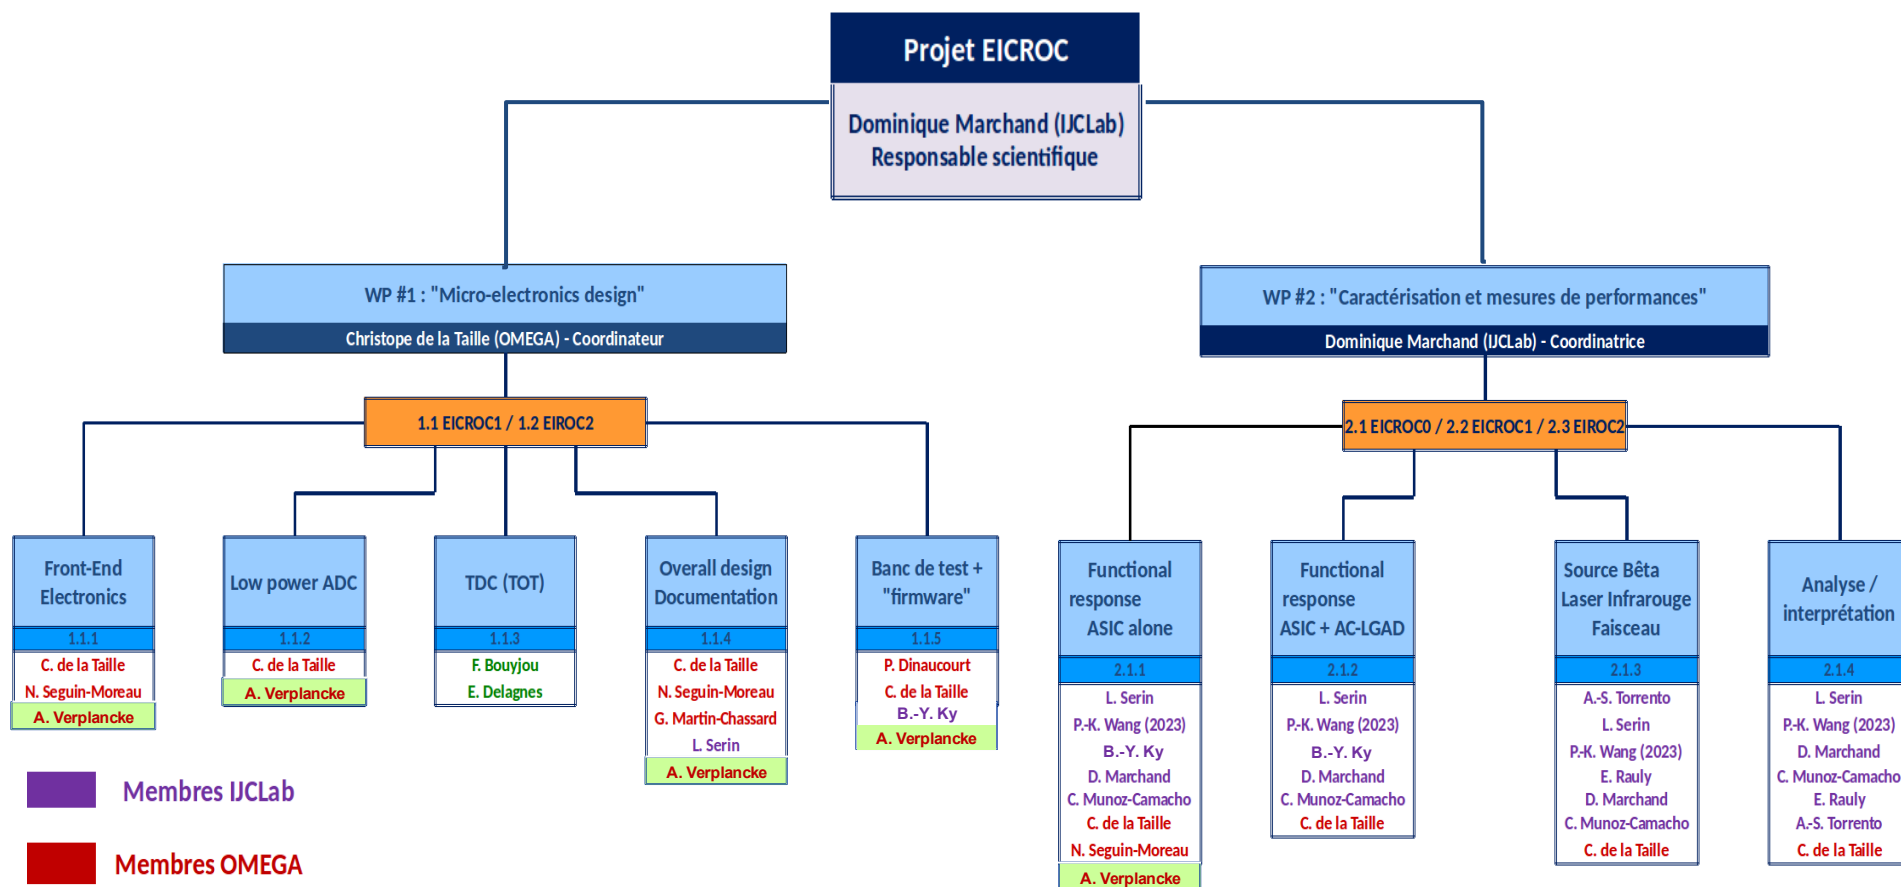 Projet EICROC
Dominique Marchand (IJCLab)
Responsable scientifique
WP #1 : "Micro-electronics design"
Christope de la Taille (OMEGA) - Coordinateur
WP #2 : "Caractérisation et mesures de performances"
Dominique Marchand (IJCLab) - Coordinatrice
1.1 EICROC1 / 1.2 EIROC2
2.1 EICROC0 / 2.2 EICROC1 / 2.3 EIROC2
Front-End
Electronics
1.1.1
C. de la Taille
N. Seguin-Moreau
A. Verplancke
Low power ADC
1.1.2
C. de la Taille
A. Verplancke
TDC (TOT)
1.1.3
F. Bouyjou
E. Delagnes
Overall design
Documentation
1.1.4
C. de la Taille
N. Seguin-Moreau
G. Martin-Chassard
L. Serin
A. Verplancke
Banc de test +
"firmware"
1.1.5
P. Dinaucourt
C. de la Taille
B.-Y. Ky
A. Verplancke
Functional
response
ASIC alone
2.1.1
L. Serin
P.-K. Wang (2023)
B.-Y. Ky
D. Marchand
C. Munoz-Camacho
C. de la Taille
N. Seguin-Moreau
A. Verplancke
Functional
response
ASIC + AC-LGAD
2.1.2
L. Serin
P.-K. Wang (2023)
B.-Y. Ky
D. Marchand
C. Munoz-Camacho
C. de la Taille
Source Bêta
Laser Infrarouge
Faisceau
2.1.3
A.-S. Torrento
L. Serin
P.-K. Wang (2023)
E. Rauly
D. Marchand
C. Munoz-Camacho
C. de la Taille
Analyse /
interprétation
2.1.4
L. Serin
P.-K. Wang (2023)
D. Marchand
C. Munoz-Camacho
E. Rauly
A.-S. Torrento
C. de la Taille
Membres IJCLab
Membres OMEGA